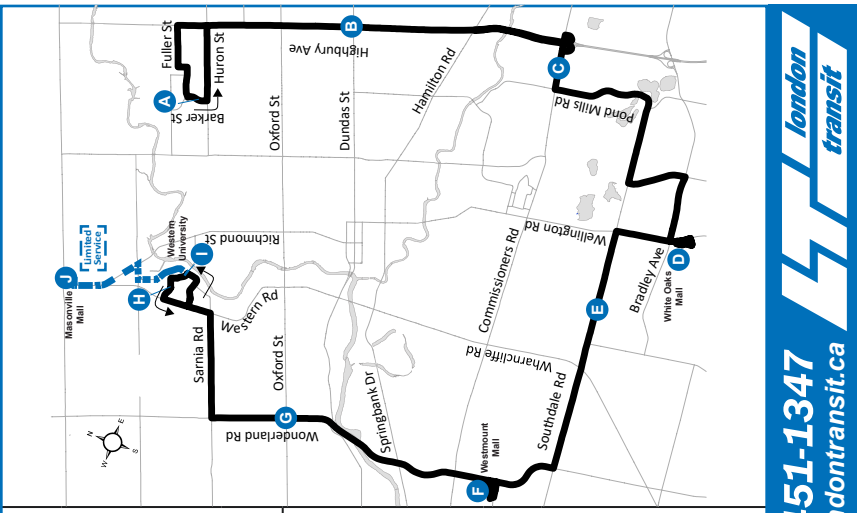 Fuller St
Huron St
A
Barker St
B
Highbury Ave
Hamilton Rd
C
Pond Mills Rd
Oxford St
Dundas St
Limited
Service
J
Masonville
Mall
Western
University
I
H
Richmond St
Western Rd
Sarnia Rd
Oxford St
G
Wonderland Rd
Springbank Dr
Commissioners Rd
Wellington Rd
Wharncliffe Rd
Bradley Ave
D
White Oaks
Mall
E
Southdale Rd
F
Westmount
Mall
N
E
S
W
london
transit
451-1347
ndontransit.ca